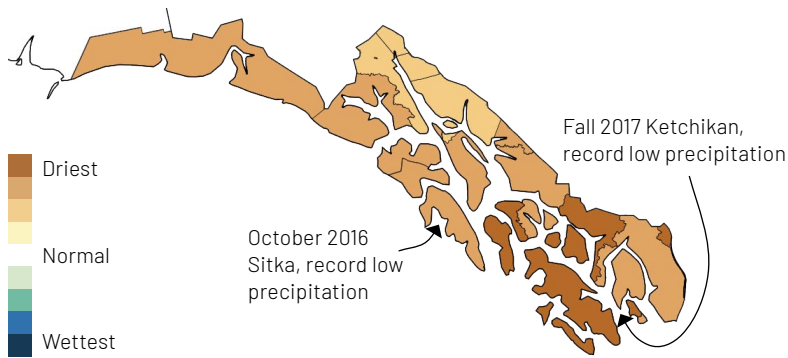 Fall 2017 Ketchikan,
record low precipitation
Driest
Normal
Wettest
October 2016
Sitka, record low
precipitation